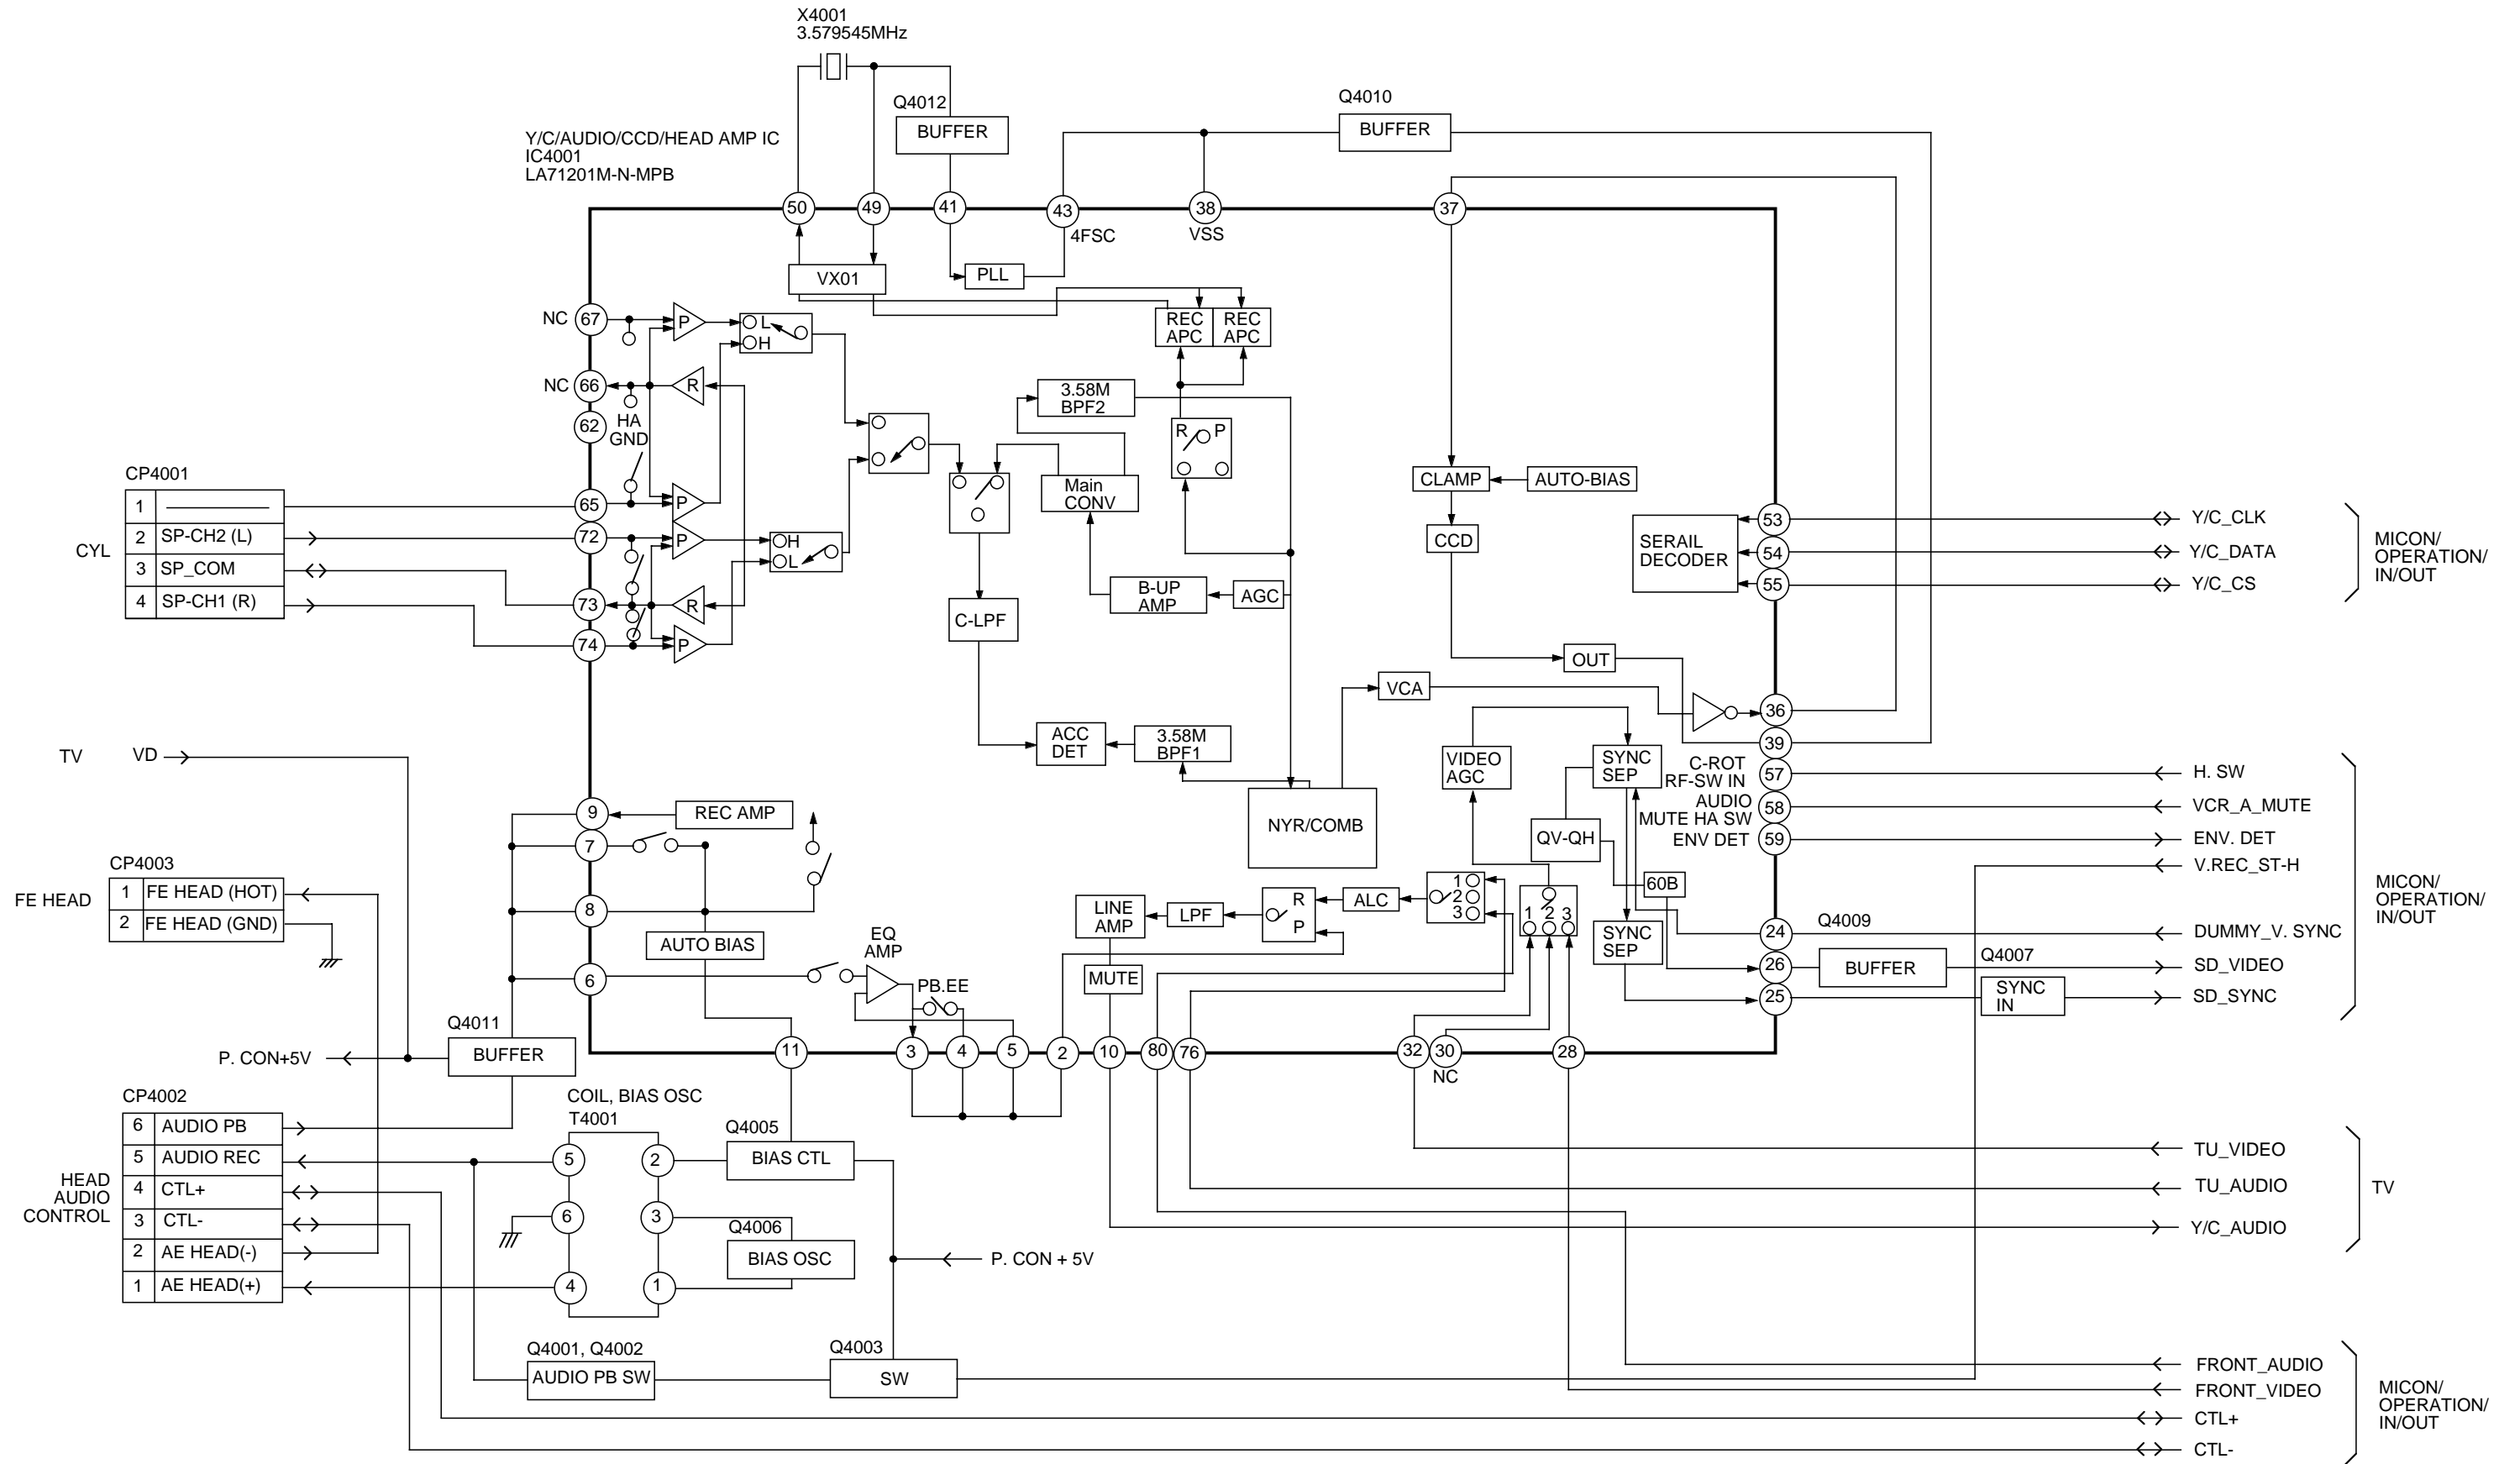 X4001
3.579545MHz
Q4012
BUFFER
Q4010
BUFFER
Y/C/AUDIO/CCD/HEAD AMP IC
IC4001
LA71201M-N-MPB
50
49
41
43
38
37
4FSC
VSS
VX01
PLL
NC
67
P
L
H
REC
APC
REC
APC
NC
66
R
3.58M
BPF2
62
HA
GND
R
P
CP4001
1
2
SP-CH2 (L)
3
SP_COM
4
SP-CH1 (R)
CYL
65
P
72
P
H
L
73
R
74
P
Main
CONV
CLAMP
AUTO-BIAS
CCD
SERAIL
DECODER
53
54
55
Y/C_CLK
Y/C_DATA
Y/C_CS
MICON/
OPERATION/
IN/OUT
B-UP
AMP
AGC
C-LPF
OUT
VCA
36
39
ACC
DET
3.58M
BPF1
VIDEO
AGC
SYNC
SEP
C-ROT
RF-SW IN
57
H. SW
AUDIO
MUTE HA SW
58
VCR_A_MUTE
ENV DET
59
ENV. DET
V.REC_ST-H
TV
VD
9
REC AMP
7
NYR/COMB
QV-QH
60B
MICON/
OPERATION/
IN/OUT
CP4003
FE HEAD
1
FE HEAD (HOT)
2
FE HEAD (GND)
8
AUTO BIAS
6
EQ
AMP
PB.EE
LINE
AMP
LPF
R
P
ALC
1
2
3
1
2
3
MUTE
SYNC
SEP
24
Q4009
DUMMY_V. SYNC
26
BUFFER
Q4007
SD_VIDEO
25
SYNC
IN
SD_SYNC
Q4011
BUFFER
P. CON+5V
11
3
4
5
2
10
80
76
32
30
NC
28
CP4002
6
AUDIO PB
5
AUDIO REC
4
CTL+
3
CTL-
2
AE HEAD(-)
1
AE HEAD(+)
HEAD
AUDIO
CONTROL
COIL, BIAS OSC
T4001
5
2
6
3
4
1
Q4005
BIAS CTL
Q4006
BIAS OSC
P. CON + 5V
TU_VIDEO
TU_AUDIO
Y/C_AUDIO
TV
Q4001, Q4002
AUDIO PB SW
Q4003
SW
FRONT_AUDIO
FRONT_VIDEO
CTL+
CTL-
MICON/
OPERATION/
IN/OUT